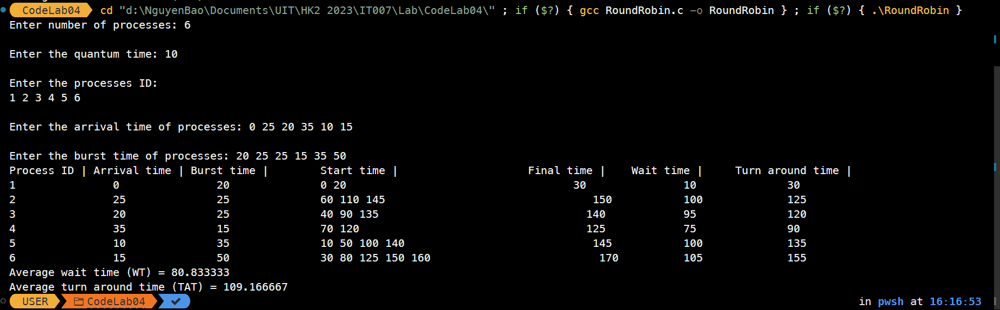 CodeLab04 cd "d:\NguyenBao\Documents\UIT\HK2 2023\IT007\Lab\CodeLab04\" ; if ($?) { gcc RoundRobin.c -o RoundRobin } ; if ($?) { .\RoundRobin }
Enter number of processes: 6
Enter the quantum time: 10
Enter the processes ID:
1 2 3 4 5 6
Enter the arrival time of processes: 0 25 20 35 10 15
Enter the burst time of processes: 20 25 25 15 35 50
Process ID | Arrival time | Burst time | Start time | Final time | Wait time | Turn around time |
1 0 20 0 20 30 10 30
2 25 25 60 110 145 150 100 125
3 20 25 40 90 135 140 95 120
4 35 15 70 120 125 75 90
5 10 35 10 50 100 140 145 100 135
6 15 50 30 80 125 150 160 170 105 155
Average wait time (WT) = 80.833333
Average turn around time (TAT) = 109.166667
USER CodeLab04 in pwsh at 16:16:53